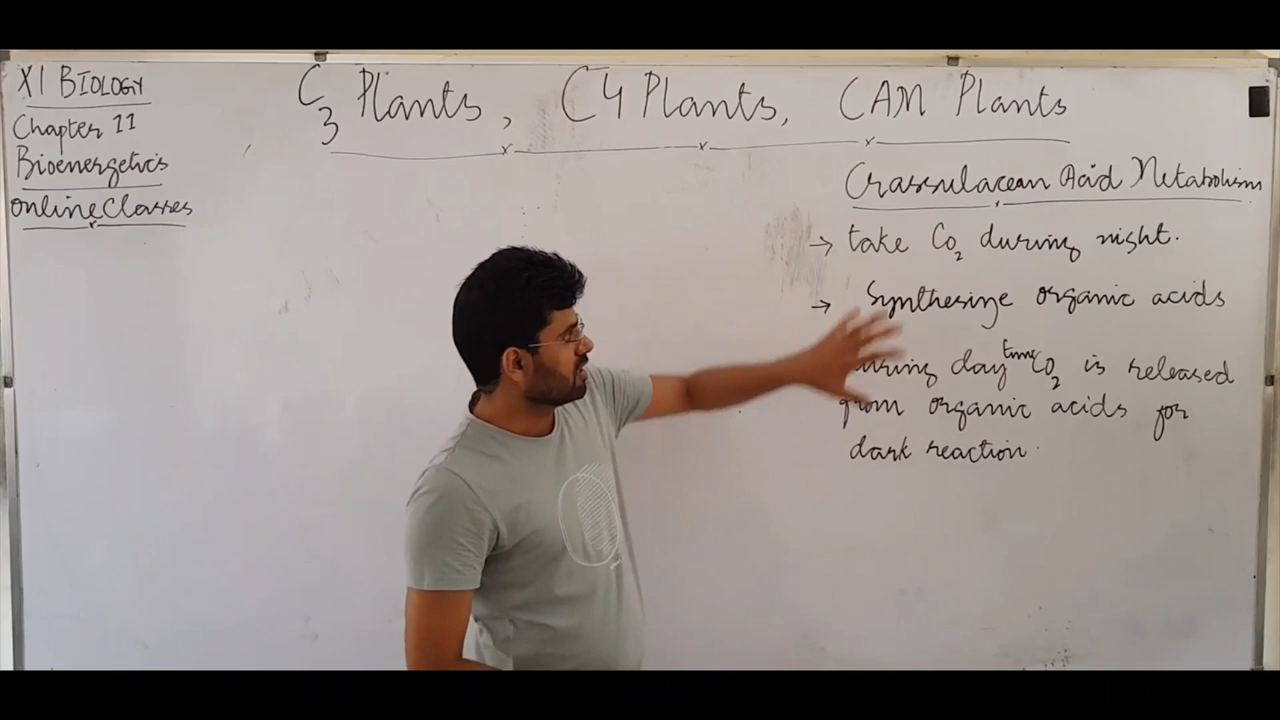 XI BIOLOGY
Chapter 11
Bioenergetics
online Classes
C3 Plants, C4 Plants, CAM Plants
Crassulacean Acid Metabolism
→ take Co2 during night.
→ Synthesize organic acids
during day time Co2 is released
from organic acids for
dark reaction.